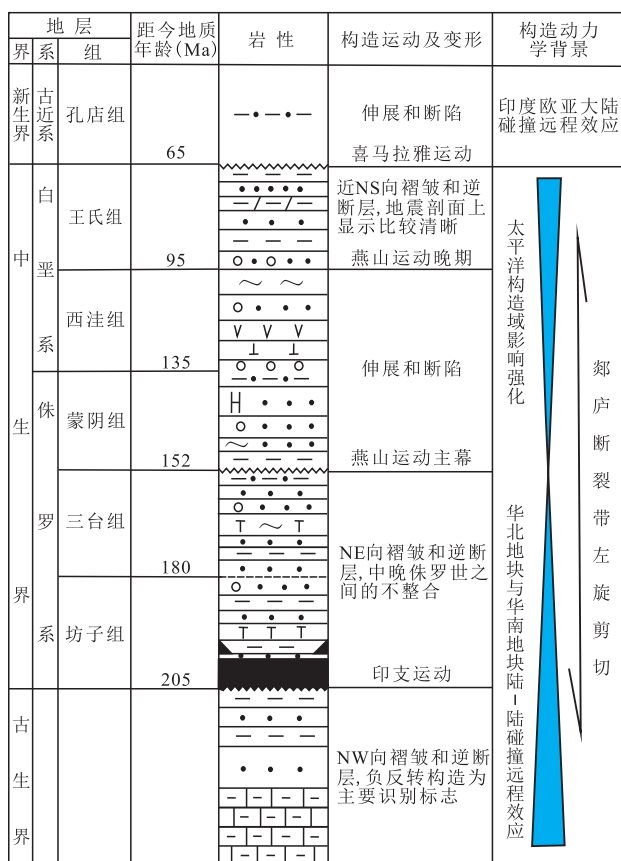 地层
距今地质
年龄(Ma)
岩性
构造运动及变形
构造动力
学背景
界
系
组
新生界
古近系
孔店组
65
伸展和断陷
喜马拉雅运动
印度欧亚大陆
碰撞远程效应
中生界
白垩系
王氏组
95
近NS向褶皱和逆
断层,地震剖面上
显示比较清晰
燕山运动晚期
西洼组
135
伸展和断陷
侏罗系
蒙阴组
152
燕山运动主幕
三台组
180
NE向褶皱和逆断
层,中晚侏罗世之
间的不整合
坊子组
205
印支运动
古生界
NW向褶皱和逆断
层,负反转构造为
主要识别标志
太平洋构造域影响强化
华北地块与华南地块陆-陆碰撞远程效应
郯庐断裂带左旋剪切